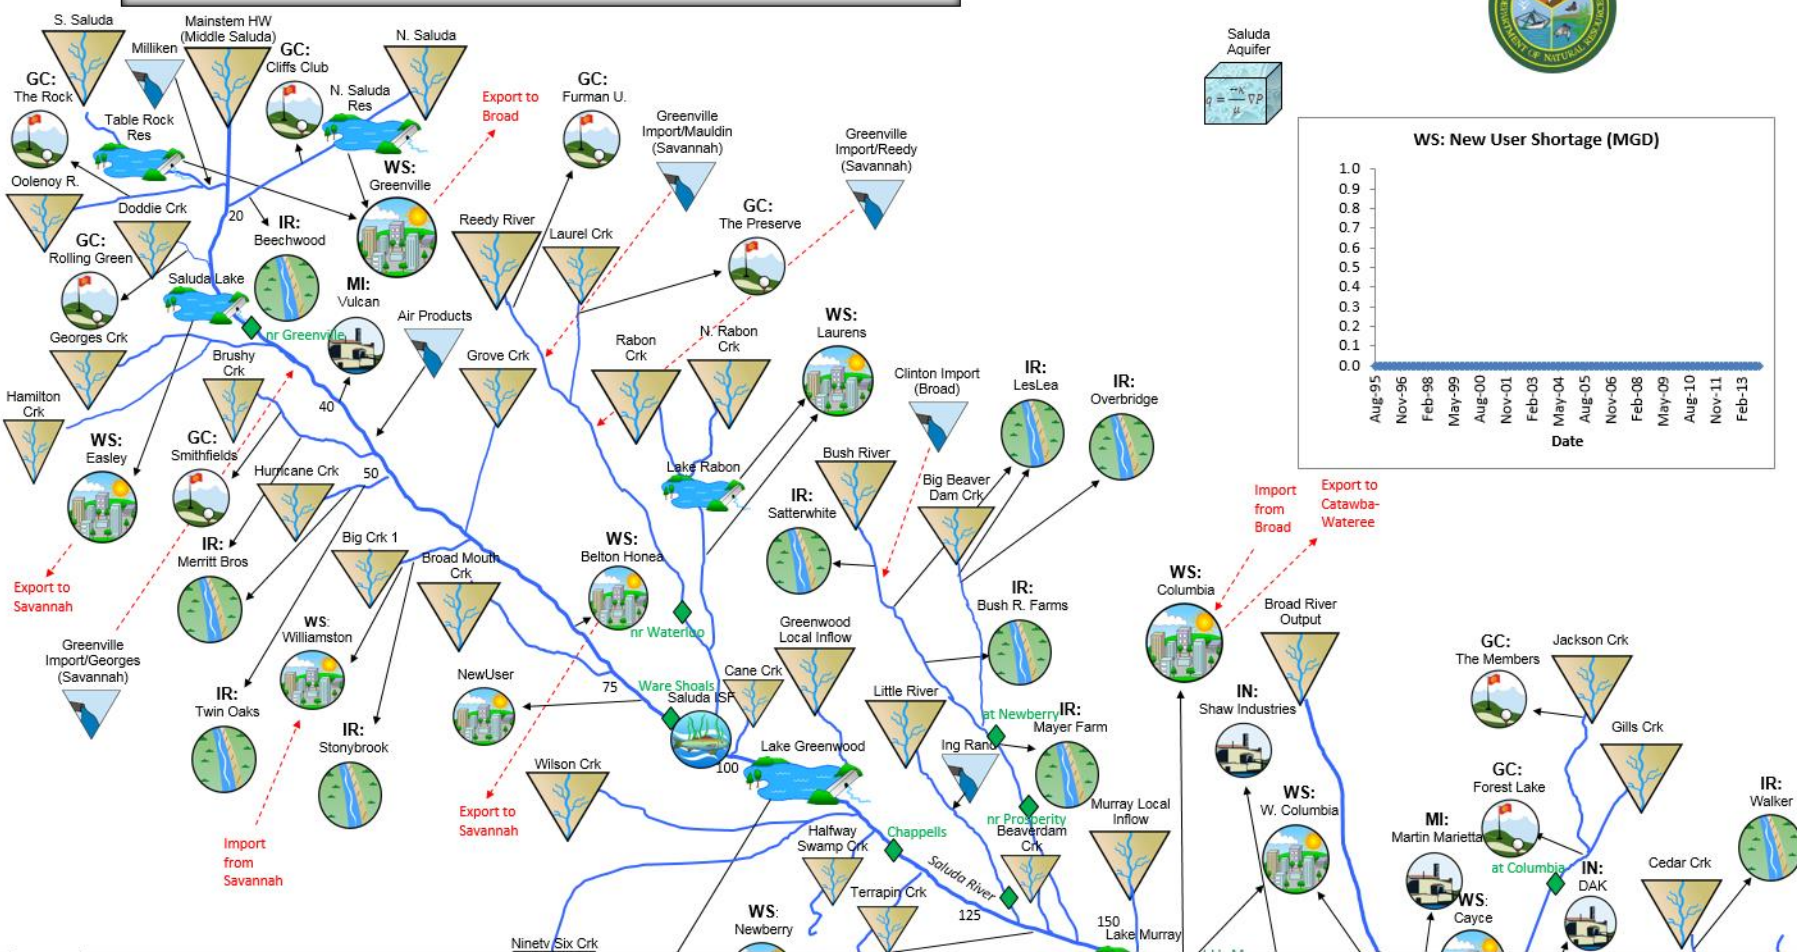 S. Saluda
Mainstem HW
(Middle Saluda)
Milliken
GC:
Cliffs Club
N. Saluda
GC:
The Rock
N. Saluda
Res
Table Rock
Res
Export to
Broad
GC:
Furman U.
Greenville
Import/Mauldin
(Savannah)
Greenville
Import/Reedy
(Savannah)
Saluda
Aquifer
DEPARTMENT OF NATURAL RESOURCES
WS: New User Shortage (MGD)
1.0
0.9
0.8
0.7
0.6
0.5
0.4
0.3
0.2
0.1
0.0
Aug-95
Nov-96
Feb-98
May-99
Aug-00
Nov-01
Feb-03
May-04
Aug-05
Nov-06
Feb-08
May-09
Aug-10
Nov-11
Feb-13
Date
Oolenoy R.
Doddie Crk
20
WS:
Greenville
IR:
Beechwood
Reedy River
Laurel Crk
GC:
The Preserve
GC:
Rolling Green
Saluda Lake
MI:
Vulcan
Air Products
nr Greenville
Georges Crk
Brushy
Crk
Grove Crk
Rabon
Crk
N. Rabon
Crk
WS:
Laurens
Clinton Import
(Broad)
IR:
LesLea
IR:
Overbridge
Hamilton
Crk
40
WS:
Easley
GC:
Smithfields
Hurricane Crk
50
Lake Rabon
Bush River
Big Beaver
Dam Crk
IR:
Satterwhite
Import
from
Broad
Export to
Catawba-
Wateree
IR:
Merritt Bros
Big Crk 1
Broad Mouth
Crk
WS:
Belton Honea
Export to
Savannah
WS:
Williamston
nr Waterloo
Greenwood
Local Inflow
IR:
Bush R. Farms
WS:
Columbia
Broad River
Output
GC:
The Members
Jackson Crk
Greenville
Import/Georges
(Savannah)
IR:
Twin Oaks
IR:
Stonybrook
NewUser
75
Ware Shoals
Saluda ISF
Cane Crk
Little River
at Newberry
IR:
Mayer Farm
IN:
Shaw Industries
Gills Crk
100
Lake Greenwood
Ing Rand
Wilson Crk
Export to
Savannah
Import
from
Savannah
Chappells
Halfway
Swamp Crk
nr Prosperity
Beaverdam
Crk
Murray Local
Inflow
WS:
W. Columbia
GC:
Forest Lake
MI:
Martin Marietta
at Columbia
IR:
Walker
Saluda River
Terrapin Crk
125
150
Lake Murray
WS:
Newberry
Ninety Six Crk
IN:
DAK
WS:
Cayce
Cedar Crk